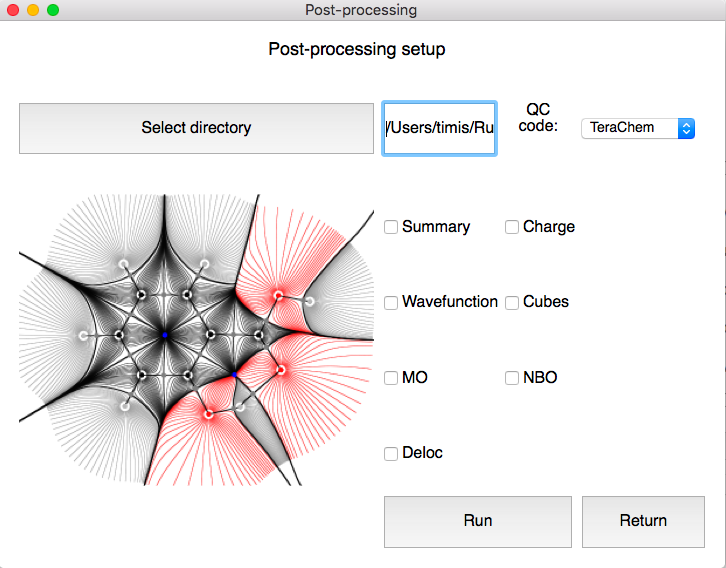 Post-processing
Post-processing setup
Select directory
/Users/timis/Ru
QC
code:
TeraChem
Summary
Charge
Wavefunction
Cubes
MO
NBO
Deloc
Run
Return